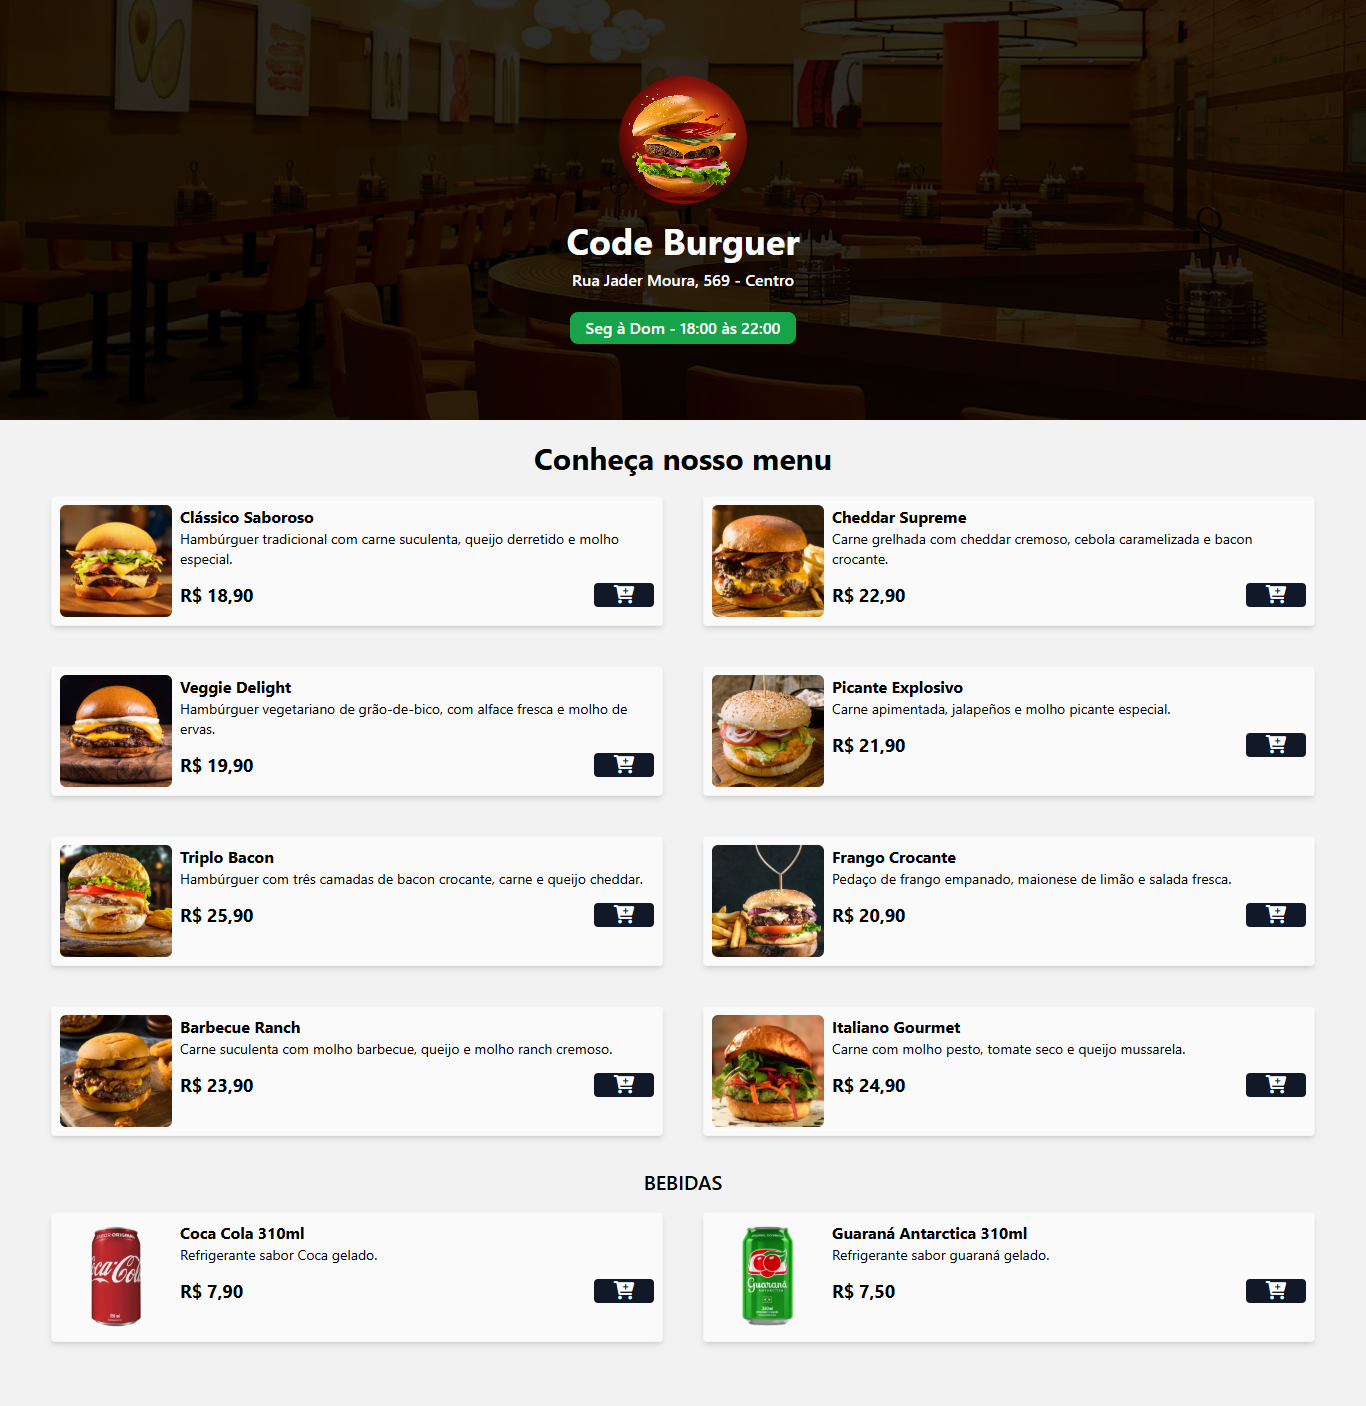 Code Burguer
Rua Jader Moura, 569 - Centro
Seg à Dom - 18:00 às 22:00
Conheça nosso menu
Clássico Saboroso
Hambúrguer tradicional com carne suculenta, queijo derretido e molho
especial.
R$ 18,90
Cheddar Supreme
Carne grelhada com cheddar cremoso, cebola caramelizada e bacon
crocante.
R$ 22,90
Veggie Delight
Hambúrguer vegetariano de grão-de-bico, com alface fresca e molho de
ervas.
R$ 19,90
Picante Explosivo
Carne apimentada, jalapeños e molho picante especial.
R$ 21,90
Triplo Bacon
Hambúrguer com três camadas de bacon crocante, carne e queijo cheddar.
R$ 25,90
Frango Crocante
Pedaço de frango empanado, maionese de limão e salada fresca.
R$ 20,90
Barbecue Ranch
Carne suculenta com molho barbecue, queijo e molho ranch cremoso.
R$ 23,90
Italiano Gourmet
Carne com molho pesto, tomate seco e queijo mussarela.
R$ 24,90
BEBIDAS
Coca Cola 310ml
Refrigerante sabor Coca gelado.
R$ 7,90
Guaraná Antarctica 310ml
Refrigerante sabor guaraná gelado.
R$ 7,50
Guaraná